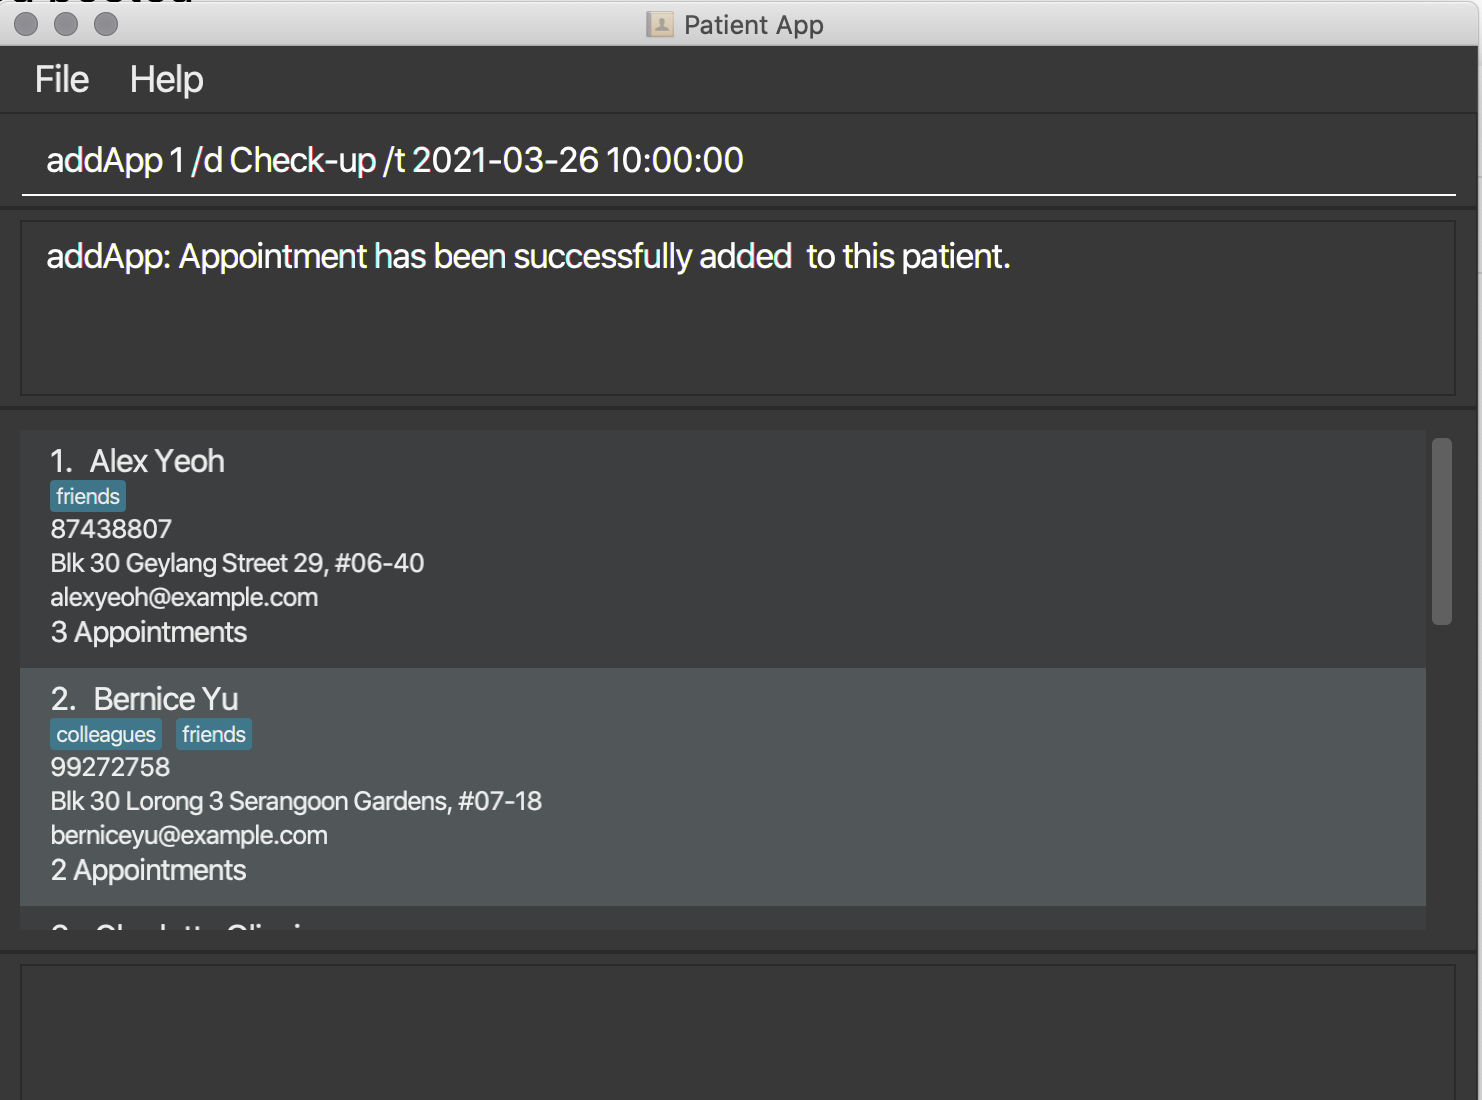 Patient App
File Help
addApp 1 /d Check-up /t 2021-03-26 10:00:00
addApp: Appointment has been successfully added  to this patient.
1. Alex Yeoh
friends
87438807
Blk 30 Geylang Street 29, #06-40
alexyeoh@example.com
3 Appointments
2. Bernice Yu
colleagues friends
99272758
Blk 30 Lorong 3 Serangoon Gardens, #07-18
berniceyu@example.com
2 Appointments